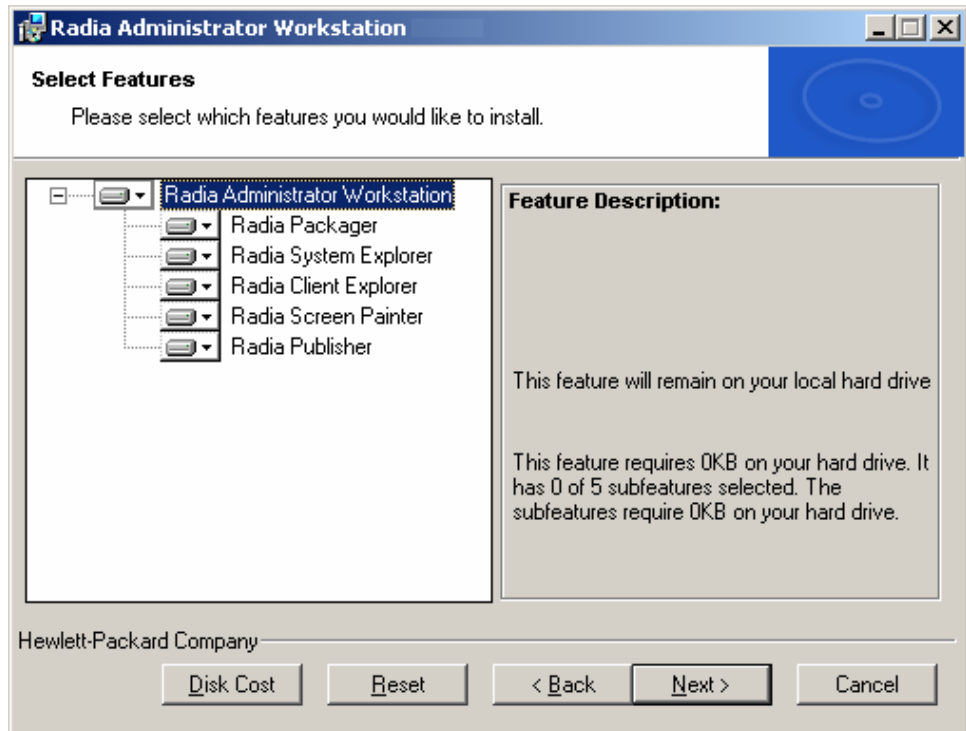 Radia Administrator Workstation
Select Features
Please select which features you would like to install.
Radia Administrator Workstation
Radia Packager
Radia System Explorer
Radia Client Explorer
Radia Screen Painter
Radia Publisher
Feature Description:
This feature will remain on your local hard drive
This feature requires 0KB on your hard drive. It
has 0 of 5 subfeatures selected. The
subfeatures require 0KB on your hard drive.
Hewlett-Packard Company
Disk Cost
Reset
< Back
Next >
Cancel